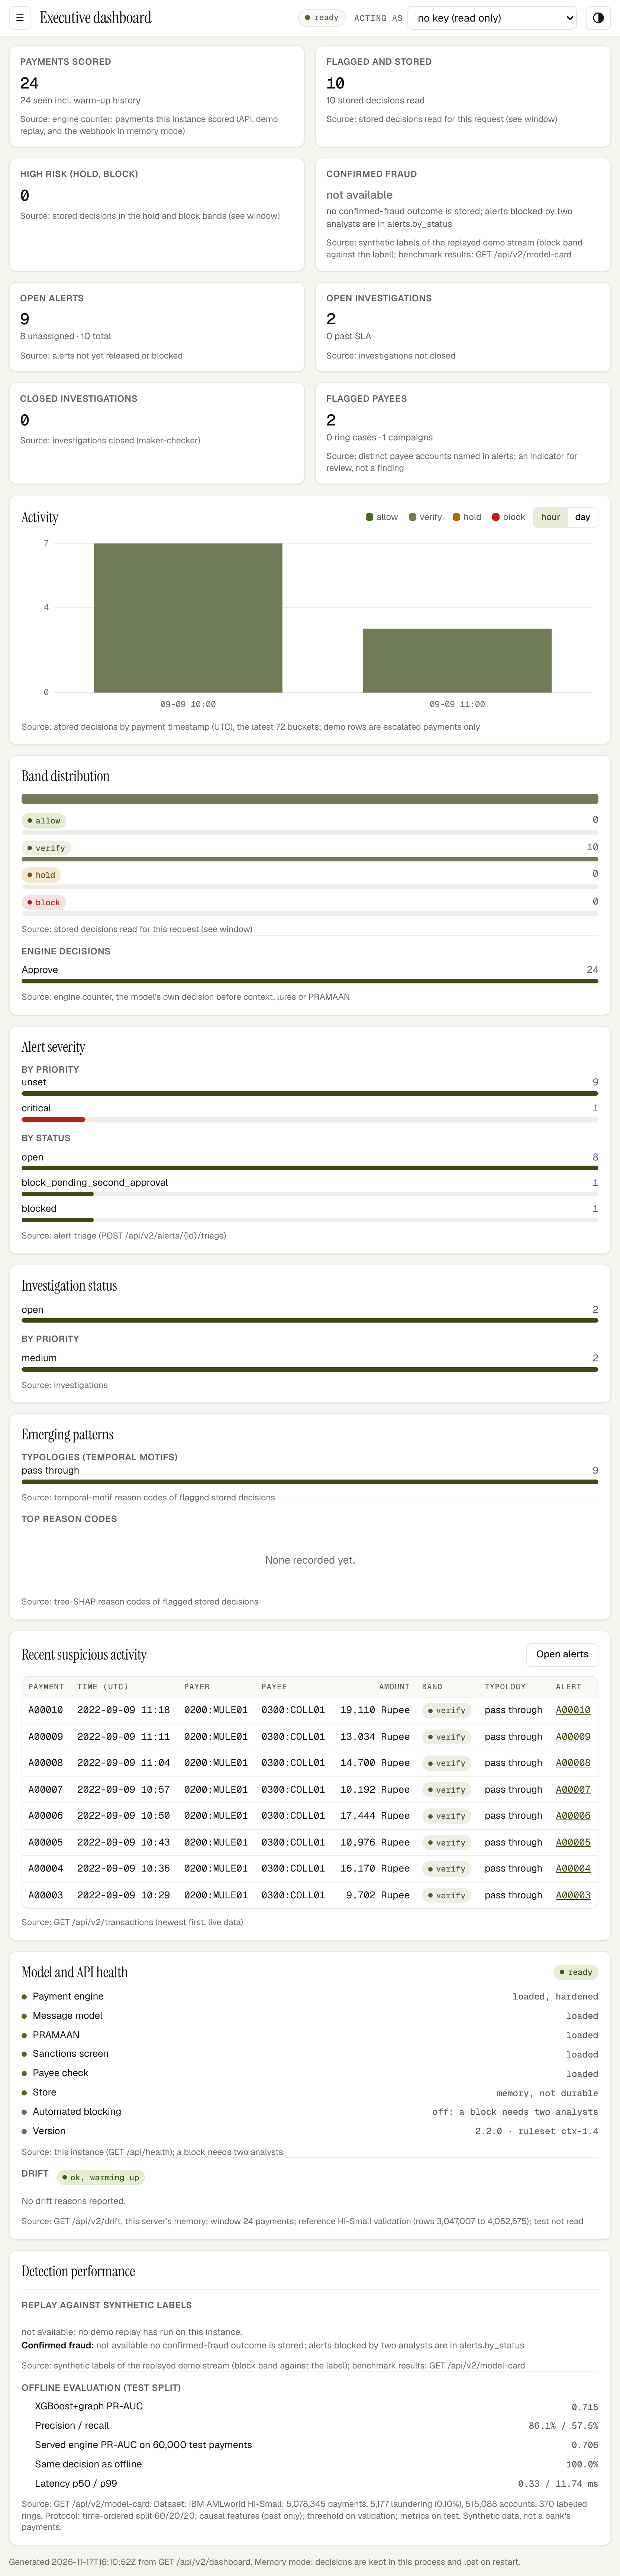 Executive dashboard
ready
ACTING AS
no key (read only)
PAYMENTS SCORED
24
24 seen incl. warm-up history
Source: engine counter: payments this instance scored (API, demo
replay, and the webhook in memory mode)
FLAGGED AND STORED
10
10 stored decisions read
Source: stored decisions read for this request (see window)
HIGH RISK (HOLD, BLOCK)
0
Source: stored decisions in the hold and block bands (see window)
CONFIRMED FRAUD
not available
no confirmed-fraud outcome is stored; alerts blocked by two
analysts are in alerts.by_status
Source: synthetic labels of the replayed demo stream (block band
against the label); benchmark results: GET /api/v2/model-card
OPEN ALERTS
9
8 unassigned · 10 total
Source: alerts not yet released or blocked
OPEN INVESTIGATIONS
2
0 past SLA
Source: investigations not closed
CLOSED INVESTIGATIONS
0
Source: investigations closed (maker-checker)
FLAGGED PAYEES
2
0 ring cases · 1 campaigns
Source: distinct payee accounts named in alerts; an indicator for
review, not a finding
Activity
allow verify hold block hour day
7
4
0
09-09 10:00 09-09 11:00
Source: stored decisions by payment timestamp (UTC), the latest 72 buckets; demo rows are escalated payments only
Band distribution
allow 0
verify 10
hold 0
block 0
Source: stored decisions read for this request (see window)
ENGINE DECISIONS
Approve 24
Source: engine counter, the model's own decision before context, lures or PRAMAAN
Alert severity
BY PRIORITY
unset 9
critical 1
BY STATUS
open 8
block_pending_second_approval 1
blocked 1
Source: alert triage (POST /api/v2/alerts/{id}/triage)
Investigation status
open 2
BY PRIORITY
medium 2
Source: investigations
Emerging patterns
TYPOLOGIES (TEMPORAL MOTIFS)
pass through 9
Source: temporal-motif reason codes of flagged stored decisions
TOP REASON CODES
None recorded yet.
Source: tree-SHAP reason codes of flagged stored decisions
Recent suspicious activity
Open alerts
PAYMENT TIME (UTC) PAYER PAYEE AMOUNT BAND TYPOLOGY ALERT
A00010 2022-09-09 11:18 0200:MULE01 0300:COLL01 19,110 Rupee verify pass through A00010
A00009 2022-09-09 11:11 0200:MULE01 0300:COLL01 13,034 Rupee verify pass through A00009
A00008 2022-09-09 11:04 0200:MULE01 0300:COLL01 14,700 Rupee verify pass through A00008
A00007 2022-09-09 10:57 0200:MULE01 0300:COLL01 10,192 Rupee verify pass through A00007
A00006 2022-09-09 10:50 0200:MULE01 0300:COLL01 17,444 Rupee verify pass through A00006
A00005 2022-09-09 10:43 0200:MULE01 0300:COLL01 10,976 Rupee verify pass through A00005
A00004 2022-09-09 10:36 0200:MULE01 0300:COLL01 16,170 Rupee verify pass through A00004
A00003 2022-09-09 10:29 0200:MULE01 0300:COLL01 9,702 Rupee verify pass through A00003
Source: GET /api/v2/transactions (newest first, live data)
Model and API health
ready
Payment engine loaded, hardened
Message model loaded
PRAMAAN loaded
Sanctions screen loaded
Payee check loaded
Store memory, not durable
Automated blocking off: a block needs two analysts
Version 2.2.0 · ruleset ctx-1.4
Source: this instance (GET /api/health); a block needs two analysts
DRIFT ok, warming up
No drift reasons reported.
Source: GET /api/v2/drift, this server's memory; window 24 payments; reference HI-Small validation (rows 3,047,007 to 4,062,675); test not read
Detection performance
REPLAY AGAINST SYNTHETIC LABELS
not available: no demo replay has run on this instance.
Confirmed fraud: not available no confirmed-fraud outcome is stored; alerts blocked by two analysts are in alerts.by_status
Source: synthetic labels of the replayed demo stream (block band against the label); benchmark results: GET /api/v2/model-card
OFFLINE EVALUATION (TEST SPLIT)
XGBoost+graph PR-AUC 0.715
Precision / recall 86.1% / 57.5%
Served engine PR-AUC on 60,000 test payments 0.706
Same decision as offline 100.0%
Latency p50 / p99 0.33 / 11.74 ms
Source: GET /api/v2/model-card. Dataset: IBM AMLworld HI-Small: 5,078,345 payments, 5,177 laundering (0.10%), 515,088 accounts, 370 labelled
rings. Protocol: time-ordered split 60/20/20; causal features (past only); threshold on validation; metrics on test. Synthetic data, not a bank's
payments.
Generated 2026-11-17T16:10:52Z from GET /api/v2/dashboard. Memory mode: decisions are kept in this process and lost on restart.